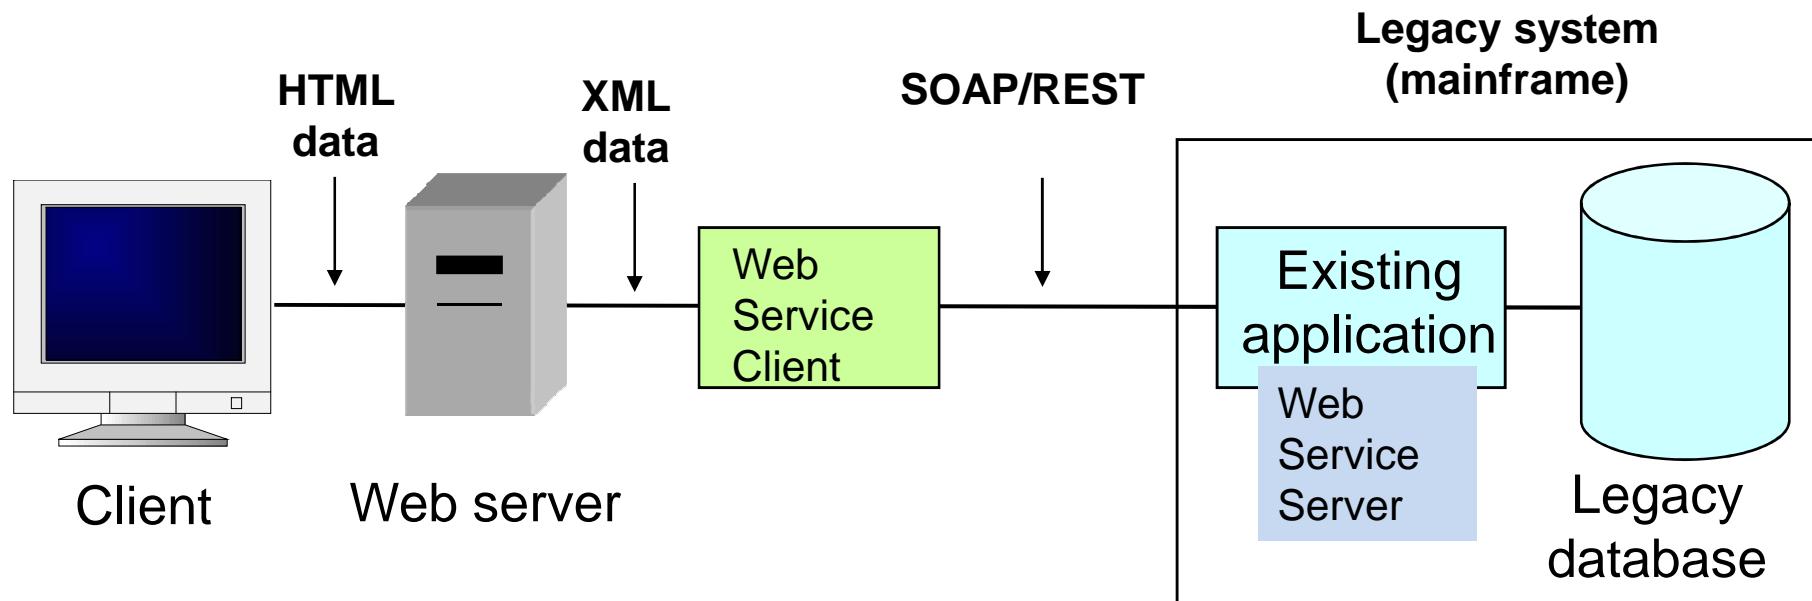 Legacy system
(mainframe)
HTML
data
XML
data
SOAP/REST
Web
Service
Client
Existing
application
Web
Service
Server
Client
Web server
Legacy
database